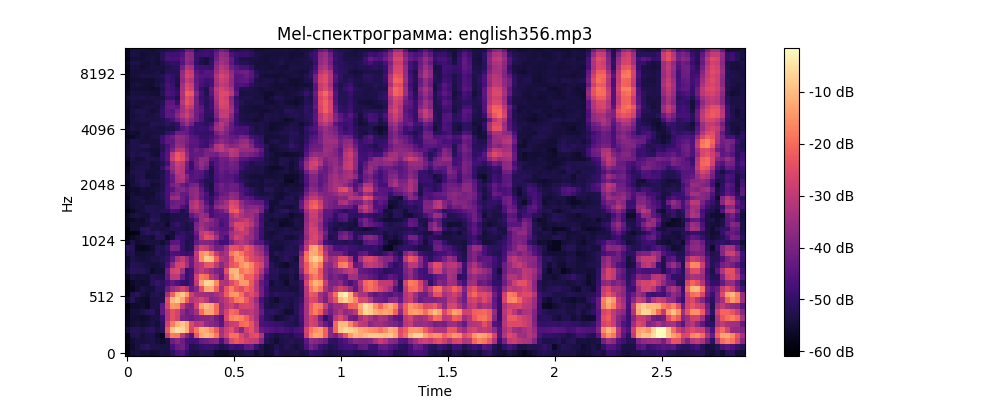 Mel-спектрограмма: english356.mp3
8192
4096
2048
1024
512
0
Hz
0 0.5 1 1.5 2 2.5
Time
-10 dB
-20 dB
-30 dB
-40 dB
-50 dB
-60 dB